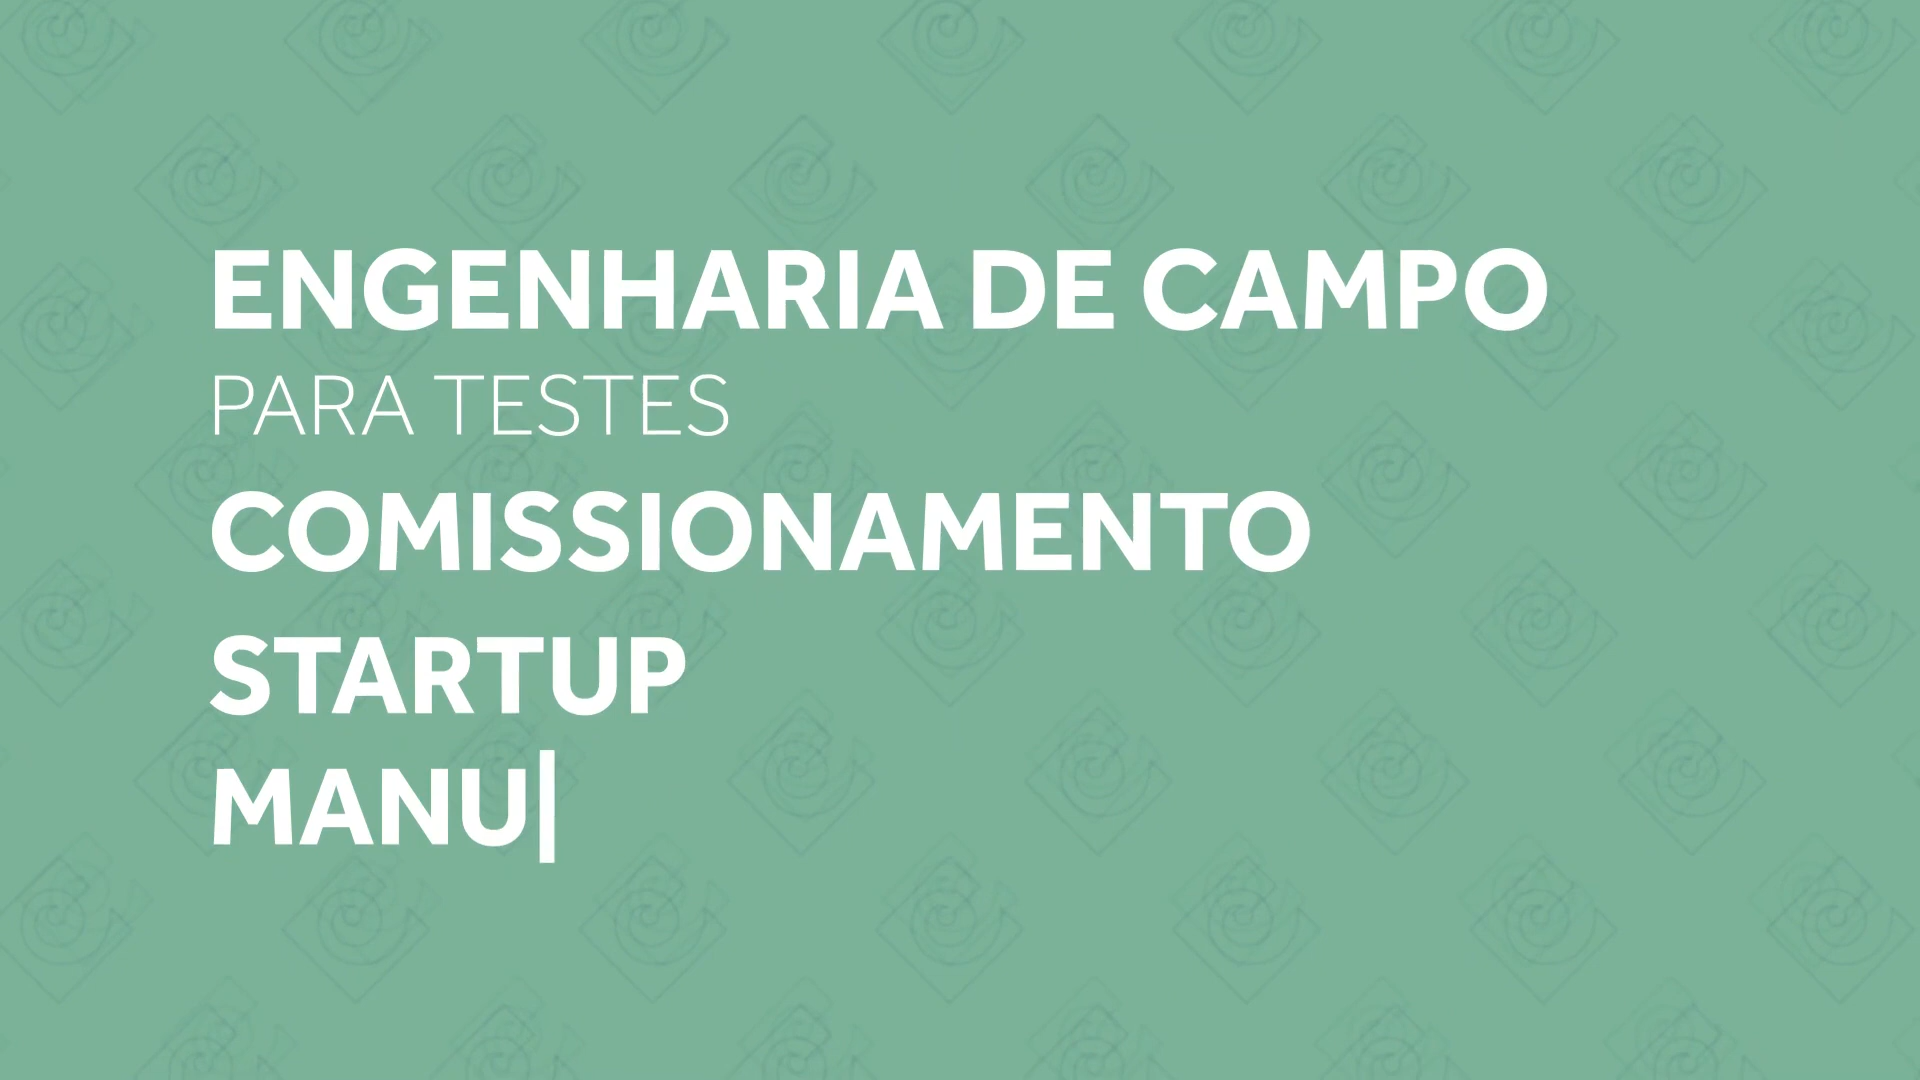 ENGENHARIA DE CAMPO
PARA TESTES
COMISSIONAMENTO
STARTUP
MANU